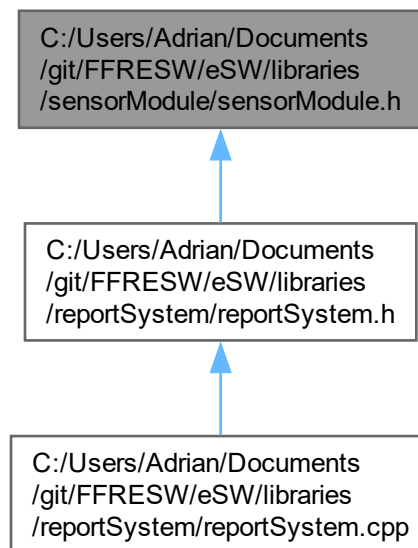 C:/Users/Adrian/Documents
/git/FFRESW/eSW/libraries
/sensorModule/sensorModule.h
C:/Users/Adrian/Documents
/git/FFRESW/eSW/libraries
/reportSystem/reportSystem.h
C:/Users/Adrian/Documents
/git/FFRESW/eSW/libraries
/reportSystem/reportSystem.cpp